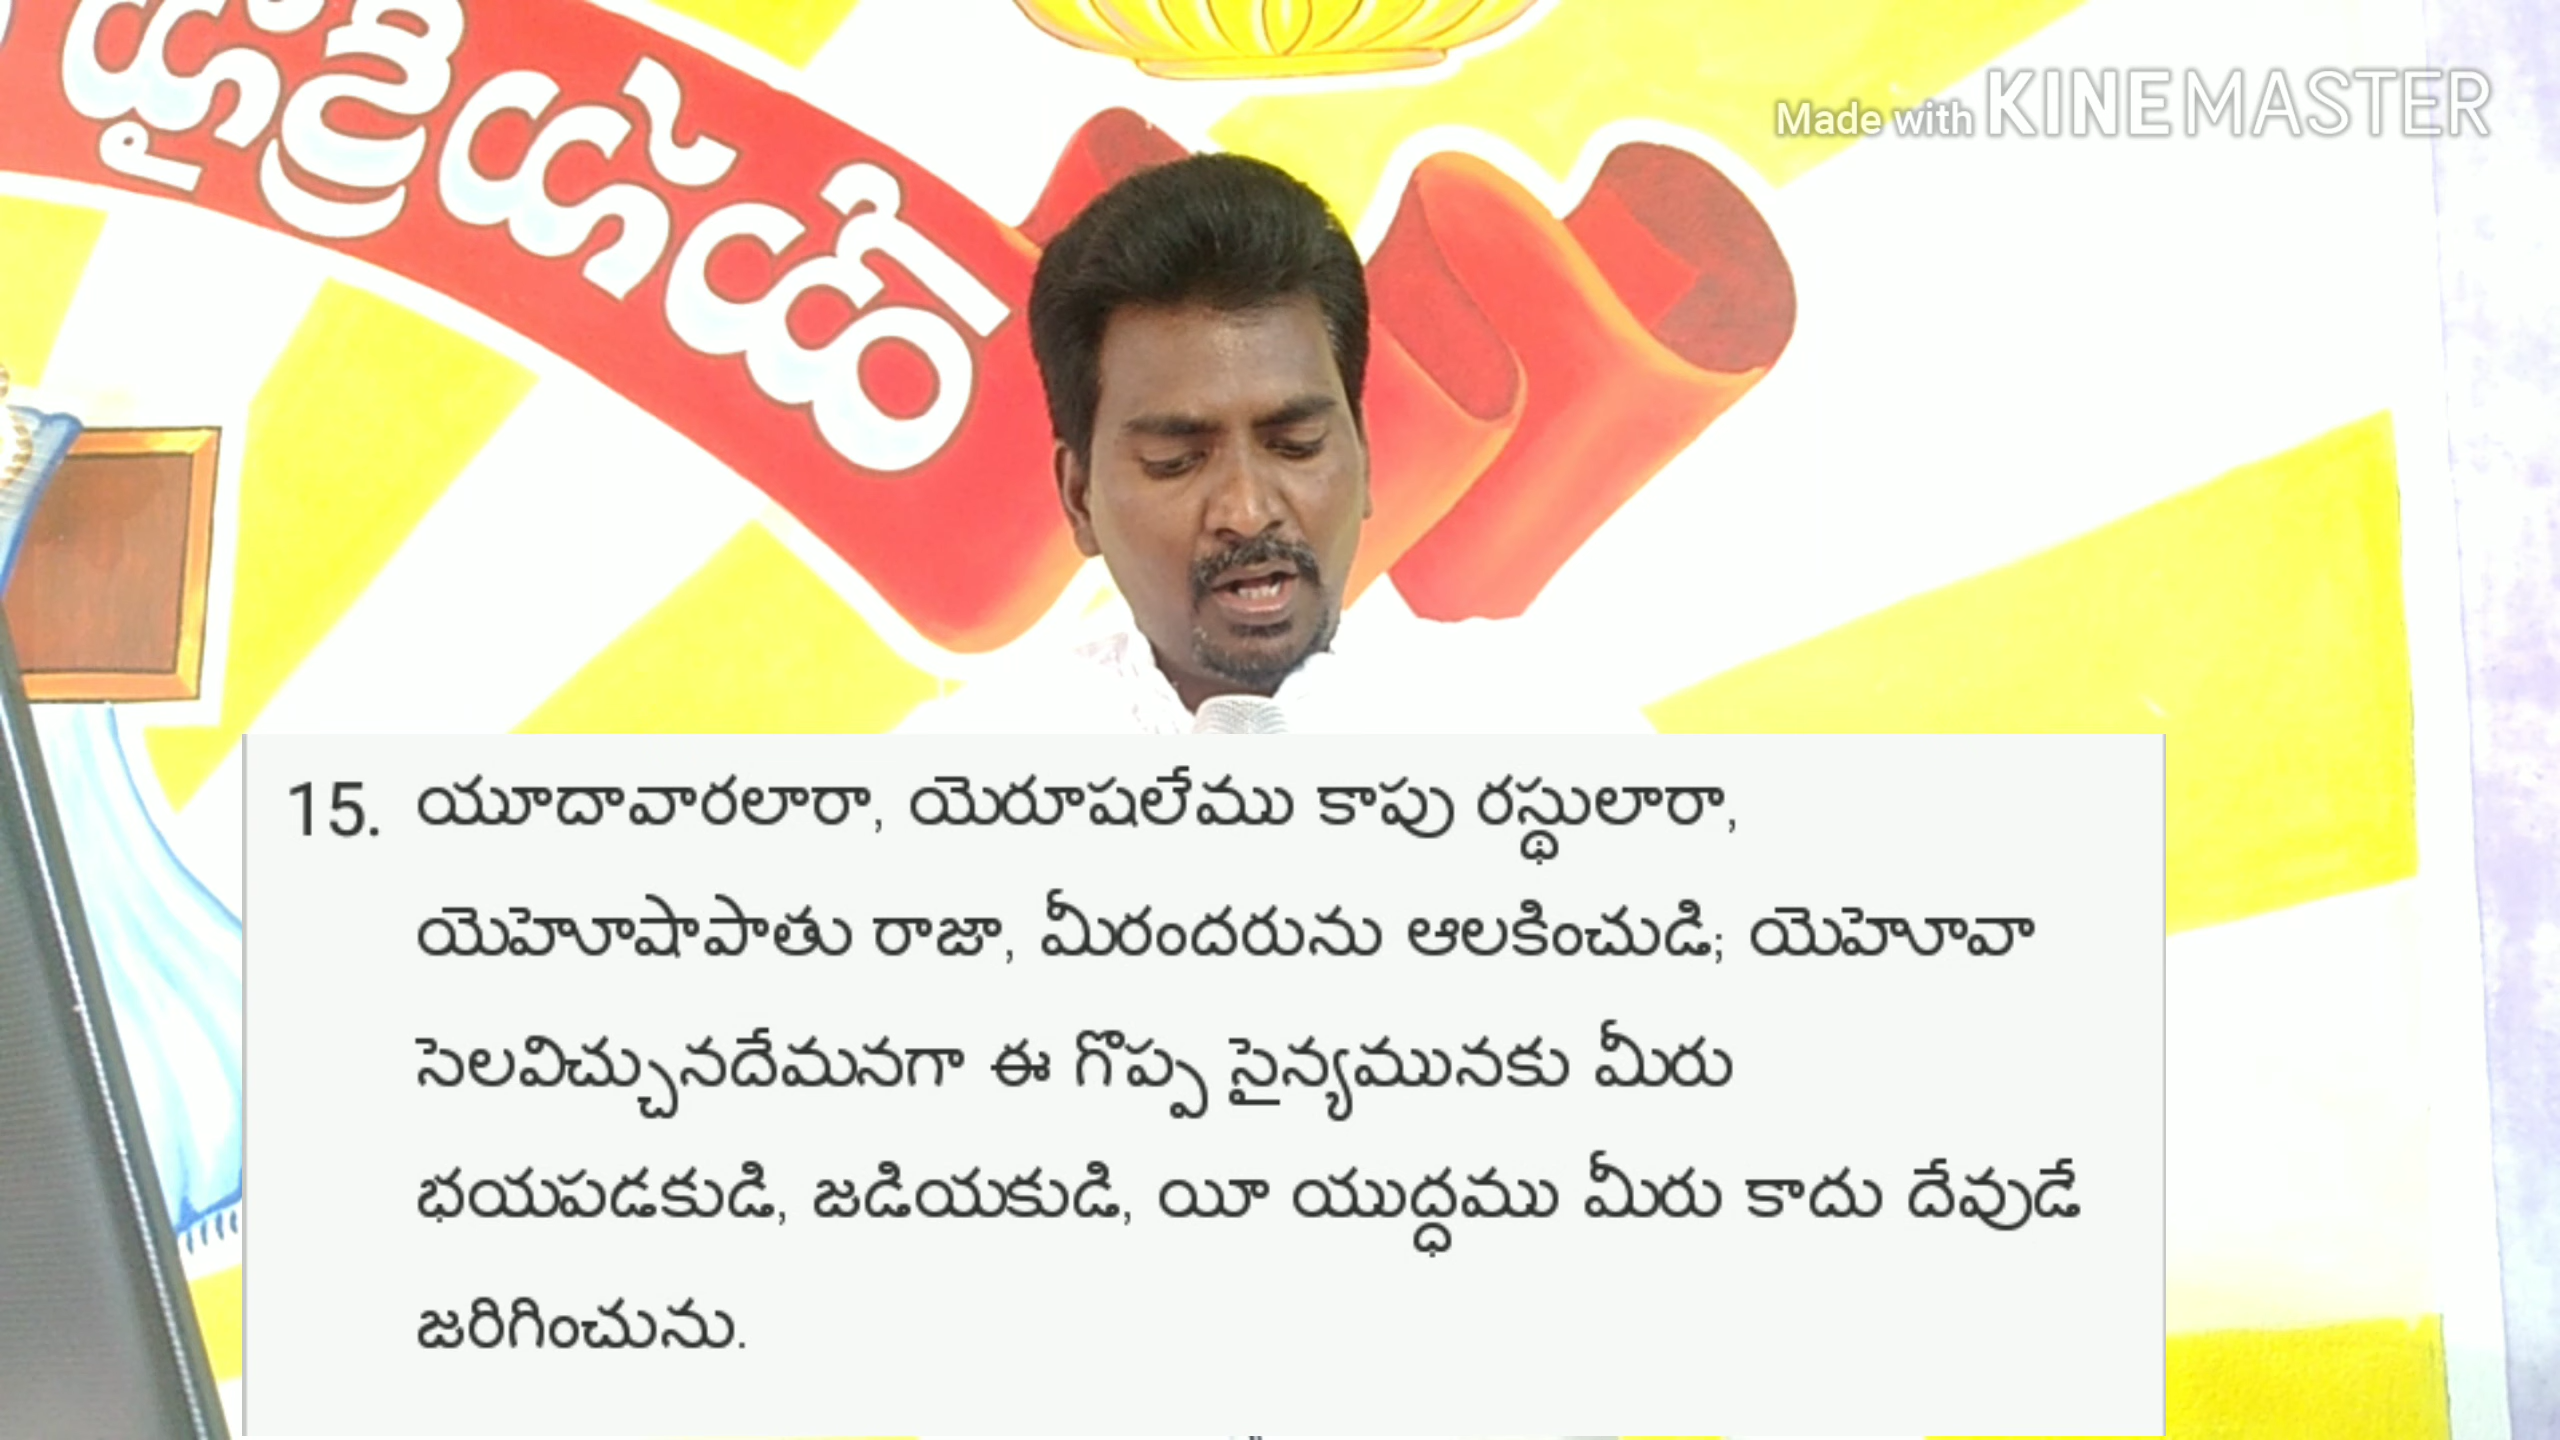 Made with KINEMASTER
15. యూదావారలారా, యెరూషలేము కాపు రస్థులారా,
యెహెూషాపాతు రాజా, మీరందరును ఆలకించుడి; యెహెూవా
సెలవిచ్చునదేమనగా ఈ గొప్ప సైన్యమునకు మీరు
భయపడకుడి, జడియకుడి, యీ యుద్ధము మీరు కాదు దేవుడే
జరిగించును.